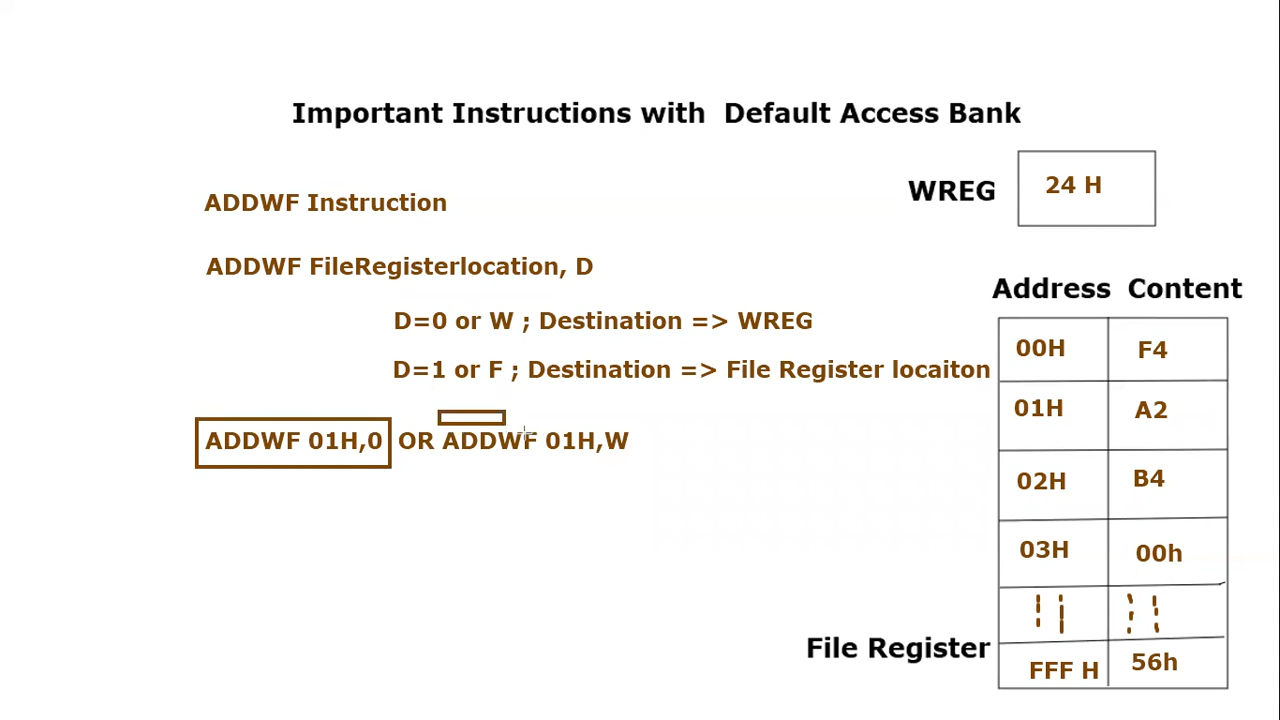 Important Instructions with Default Access Bank
WREG 24 H
ADDWF Instruction
ADDWF FileRegisterlocation, D
D=0 or W ; Destination => WREG
D=1 or F ; Destination => File Register locaiton
ADDWF 01H,0 OR ADDWF 01H,W
Address Content
00H F4
01H A2
02H B4
03H 00h
File Register
FFF H 56h